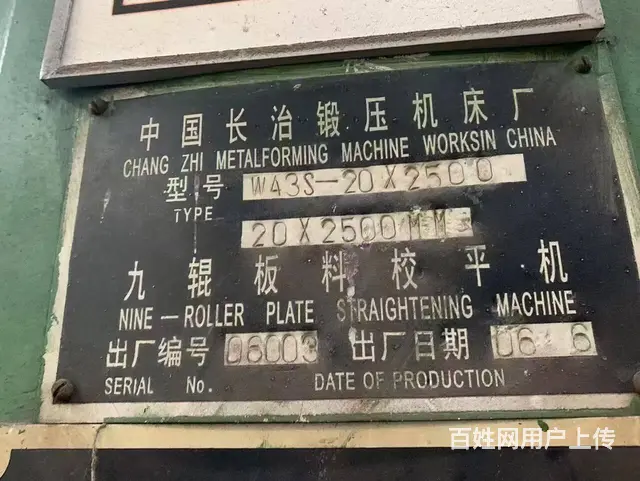 中国长治锻压机床厂
CHANG ZHI METALFORMING MACHINE WORKSIN CHINA
型号 W43S-20X2500
TYPE
20X2500MM
九辊板料校平机
NINE-ROLLER PLATE STRAIGHTENING MACHINE
出厂编号 06003 出厂日期 06 6
SERIAL No. DATE OF PRODUCTION
百姓网用户上传